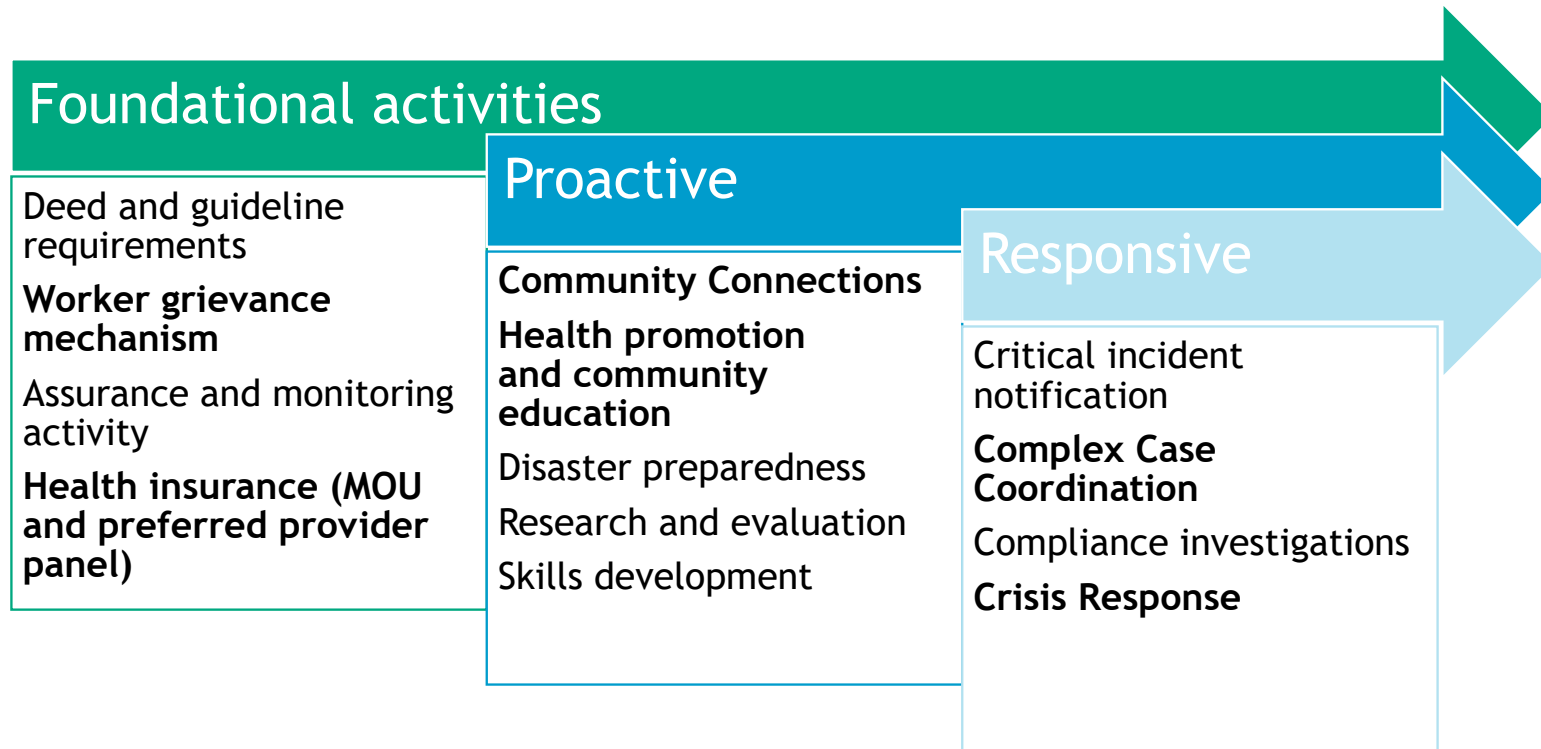 Foundational activities
Deed and guideline
requirements
Worker grievance
mechanism
Assurance and monitoring
activity
Health insurance (MOU
and preferred provider
panel)
Proactive
Community Connections
Health promotion
and community
education
Disaster preparedness
Research and evaluation
Skills development
Responsive
Critical incident
notification
Complex Case
Coordination
Compliance investigations
Crisis Response